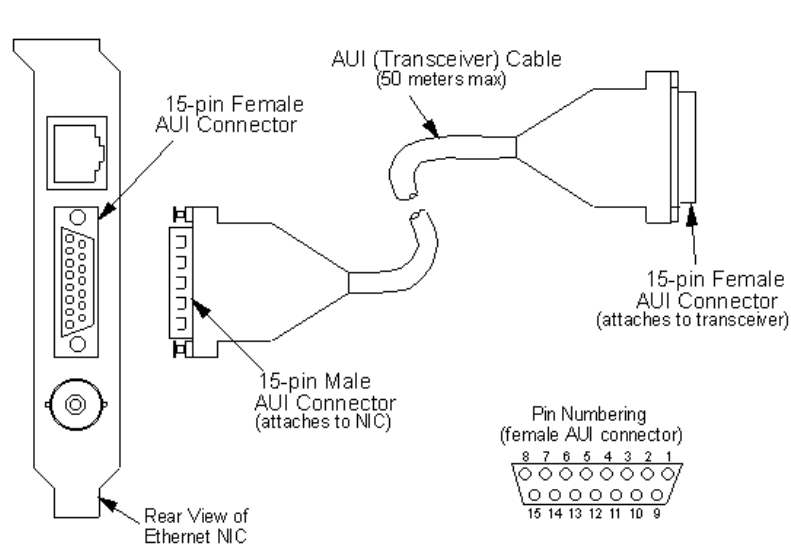 AUI (Transceiver) Cable
(50 meters max)
15-pin Female
AUI Connector
15-pin Female
AUI Connector
(attaches to transceiver)
15-pin Male
AUI Connector
(attaches to NIC)
Pin Numbering
(female AUI connector)
8 7 6 5 4 3 2 1
15 14 13 12 11 10 9
Rear View of
Ethernet NIC